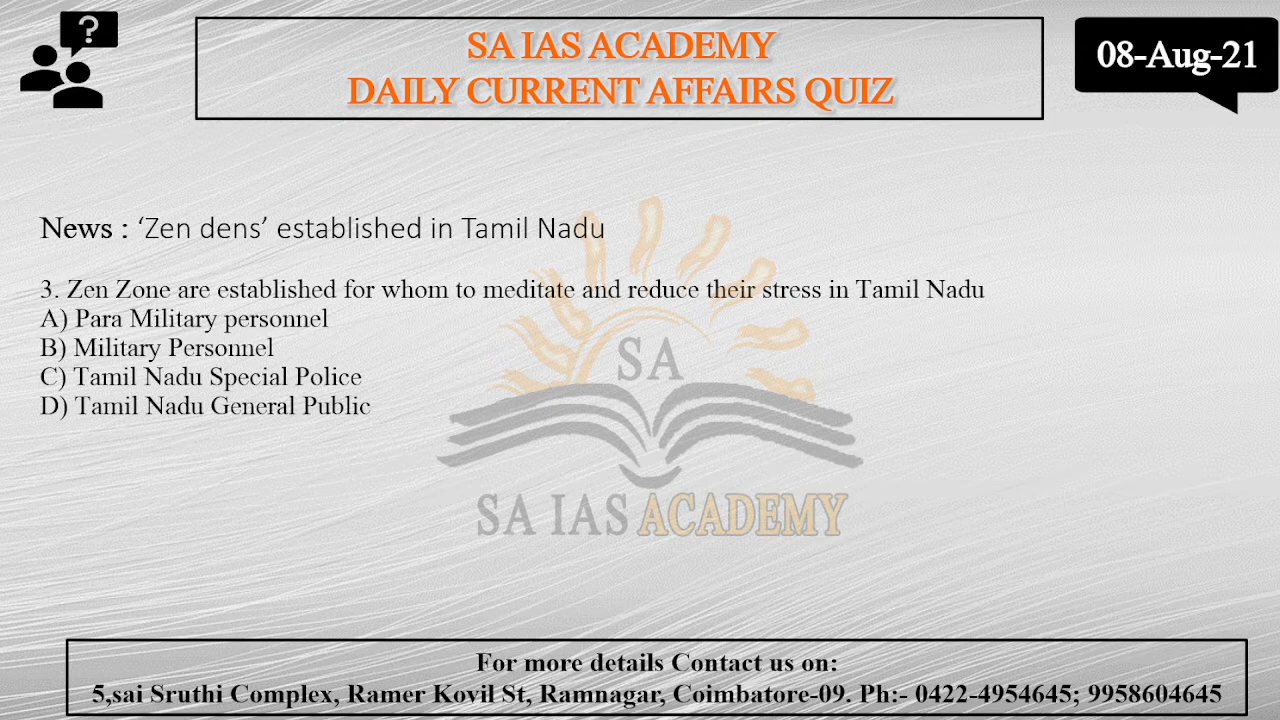 ?
SA IAS ACADEMY
DAILY CURRENT AFFAIRS QUIZ
08-Aug-21
News : ‘Zen dens’ established in Tamil Nadu
3. Zen Zone are established for whom to meditate and reduce their stress in Tamil Nadu
A) Para Military personnel
B) Military Personnel
C) Tamil Nadu Special Police
D) Tamil Nadu General Public
SA
SA IAS ACADEMY
For more details Contact us on:
5,sai Sruthi Complex, Ramer Kovil St, Ramnagar, Coimbatore-09. Ph:- 0422-4954645; 9958604645